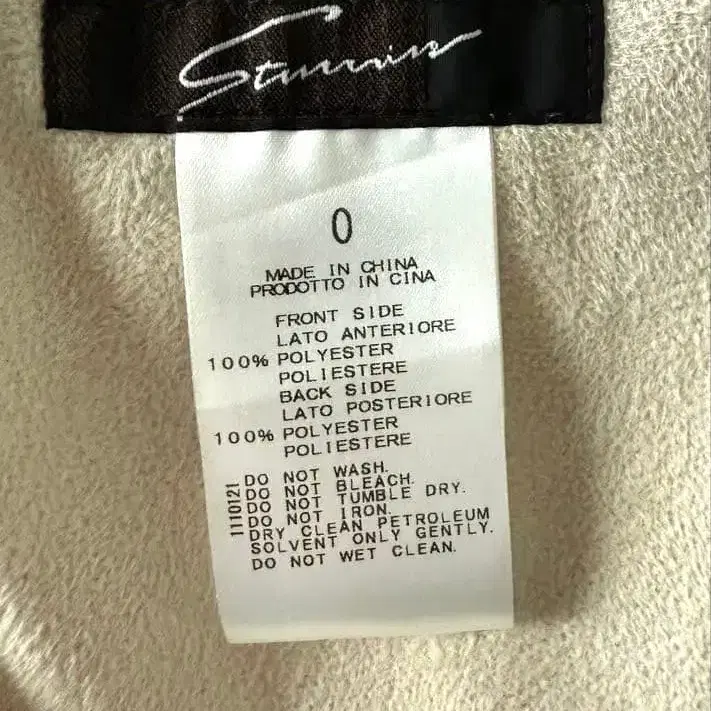 0
MADE IN CHINA
PRODOTTO IN CINA
FRONT SIDE
LATO ANTERIORE
100% POLYESTER
POLIESTERE
BACK SIDE
LATO POSTERIORE
100% POLYESTER
POLIESTERE
1110121
DO NOT WASH.
DO NOT BLEACH.
DO NOT TUMBLE DRY.
DO NOT IRON.
DRY CLEAN PETROLEUM
SOLVENT ONLY GENTLY.
DO NOT WET CLEAN.